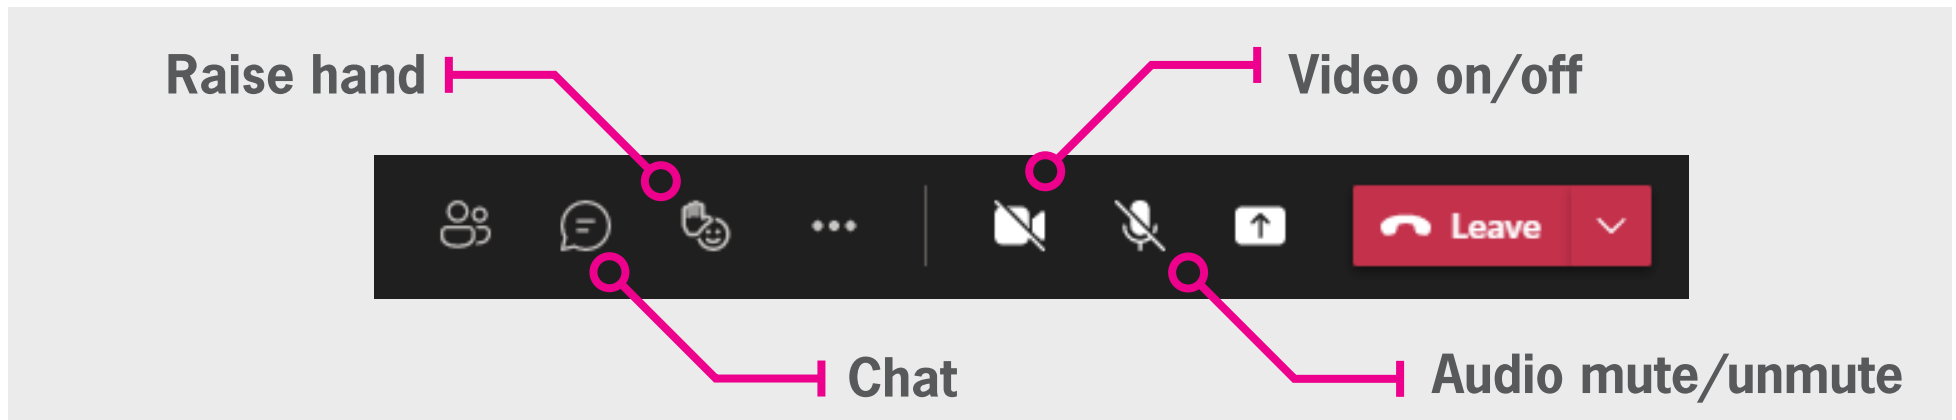 Raise hand
Video on/off
Leave
Chat
Audio mute/unmute